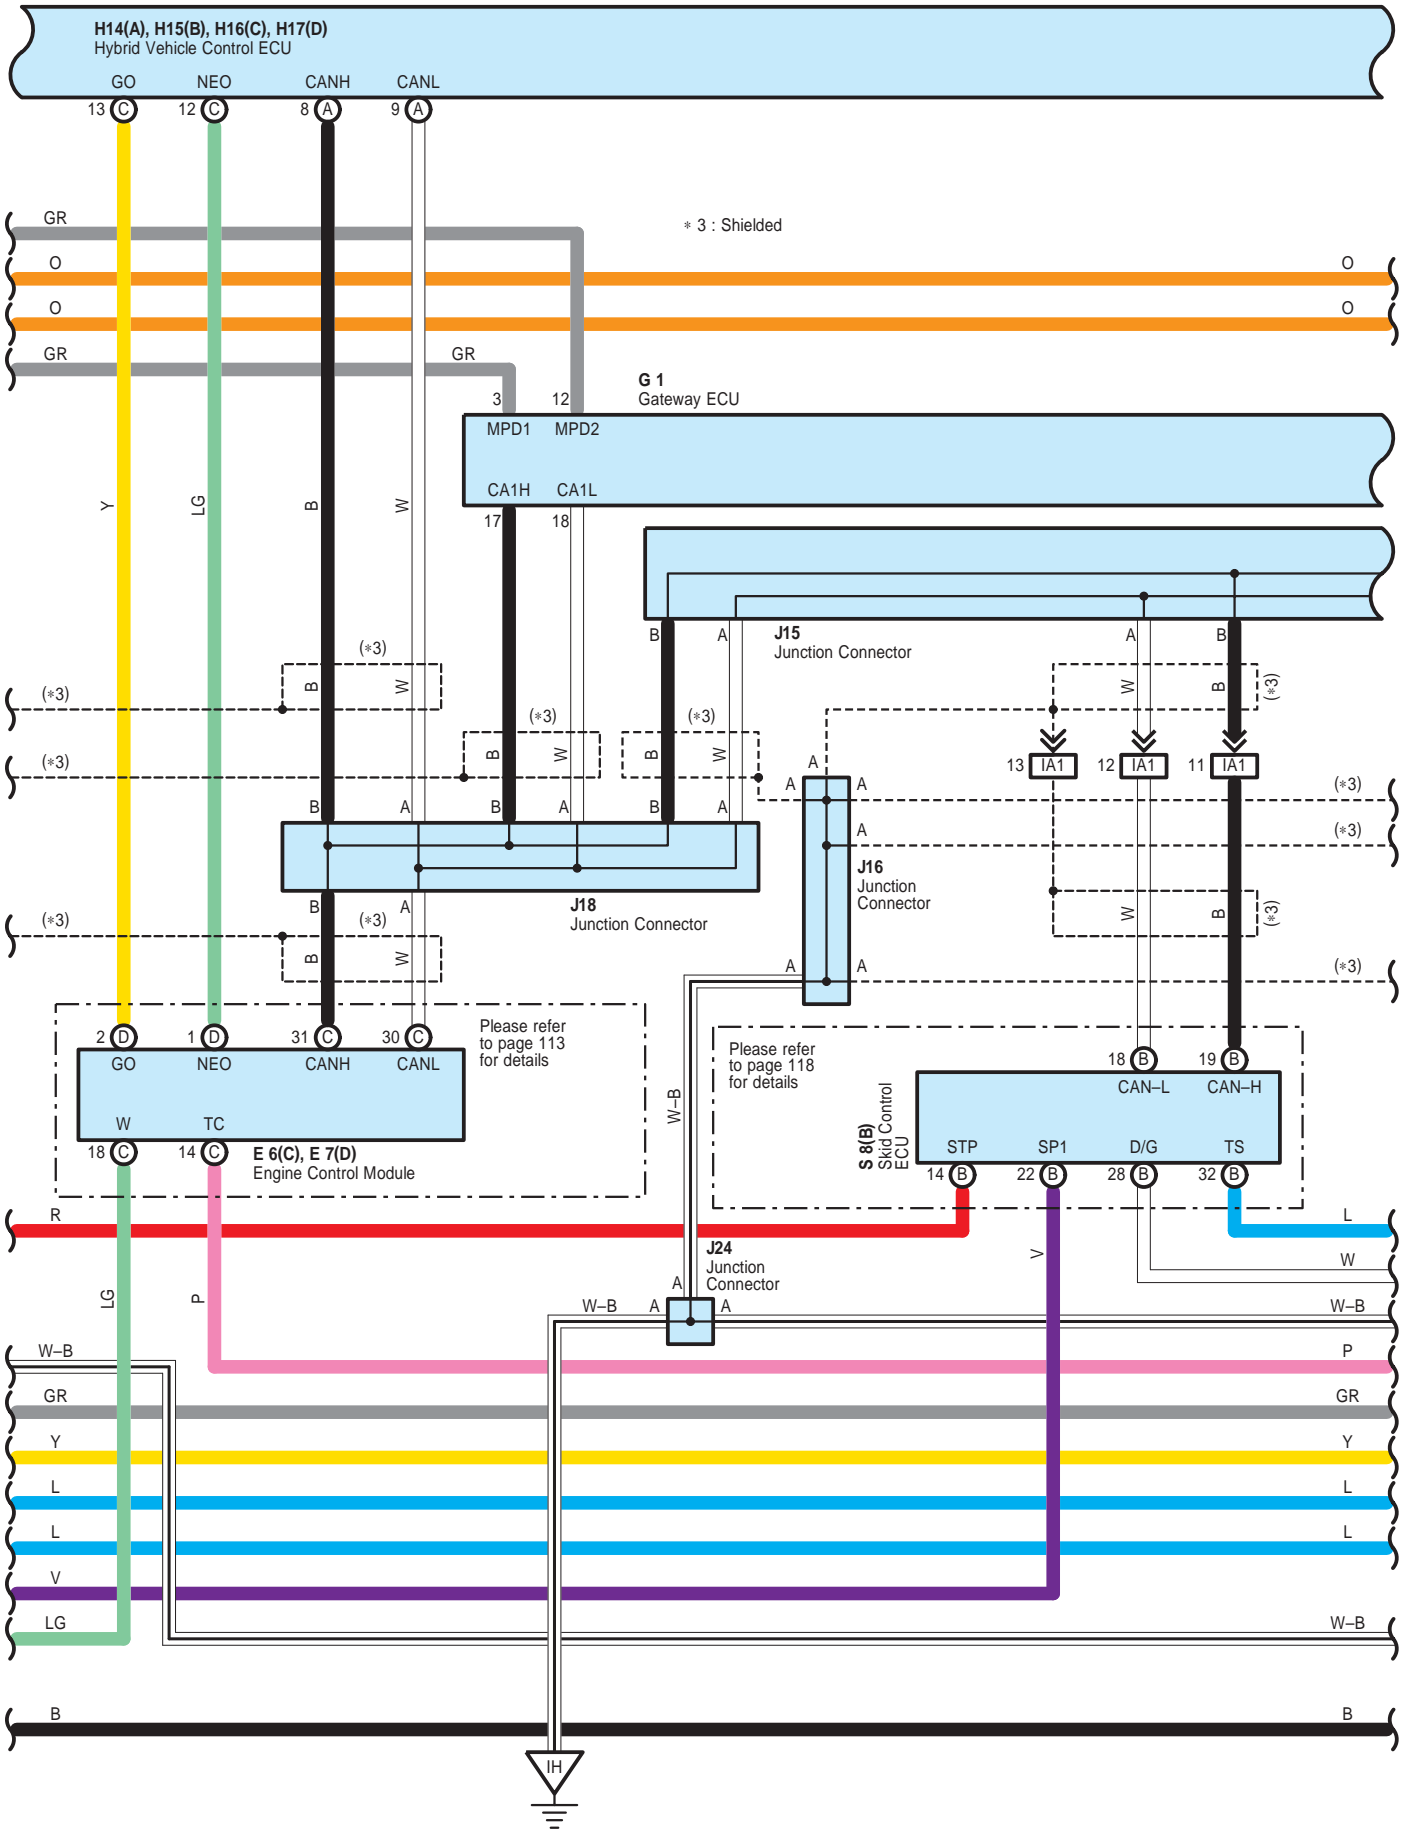 H14(A), H15(B), H16(C), H17(D)
Hybrid Vehicle Control ECU
GO NEO CANH CANL
13 C 12 C 8 A 9 A
GR
∗ 3 : Shielded
O O
O O
GR GR
G 1
Gateway ECU
3 12
MPD1 MPD2
CA1H CA1L
Y LG B W
17 18
B A A B
J15
Junction Connector
(∗3)
B W W B (∗3)
(∗3)
(∗3) (∗3)
B W B W
(∗3)
A
13 IA1 12 IA1 11 IA1
A A (∗3)
B A B A B A
A (∗3)
J16
Junction
Connector
J18
Junction Connector
B A
(∗3) (∗3)
W B (∗3)
B W
A A (∗3)
Please refer
to page 113
for details
2 D 1 D 31 C 30 C
GO NEO CANH CANL
Please refer
to page 118
for details
18 B 19 B
CAN–L CAN–H
W–B
W TC
18 C 14 C
E 6(C), E 7(D)
Engine Control Module
S 8(B)
Skid Control
ECU
STP SP1 D/G TS
14 B 22 B 28 B 32 B
R L
J24
Junction
Connector
V
W
A
LG P
W–B A A W–B
W–B P
GR GR
Y Y
L L
L L
V
LG W–B
B B
IH